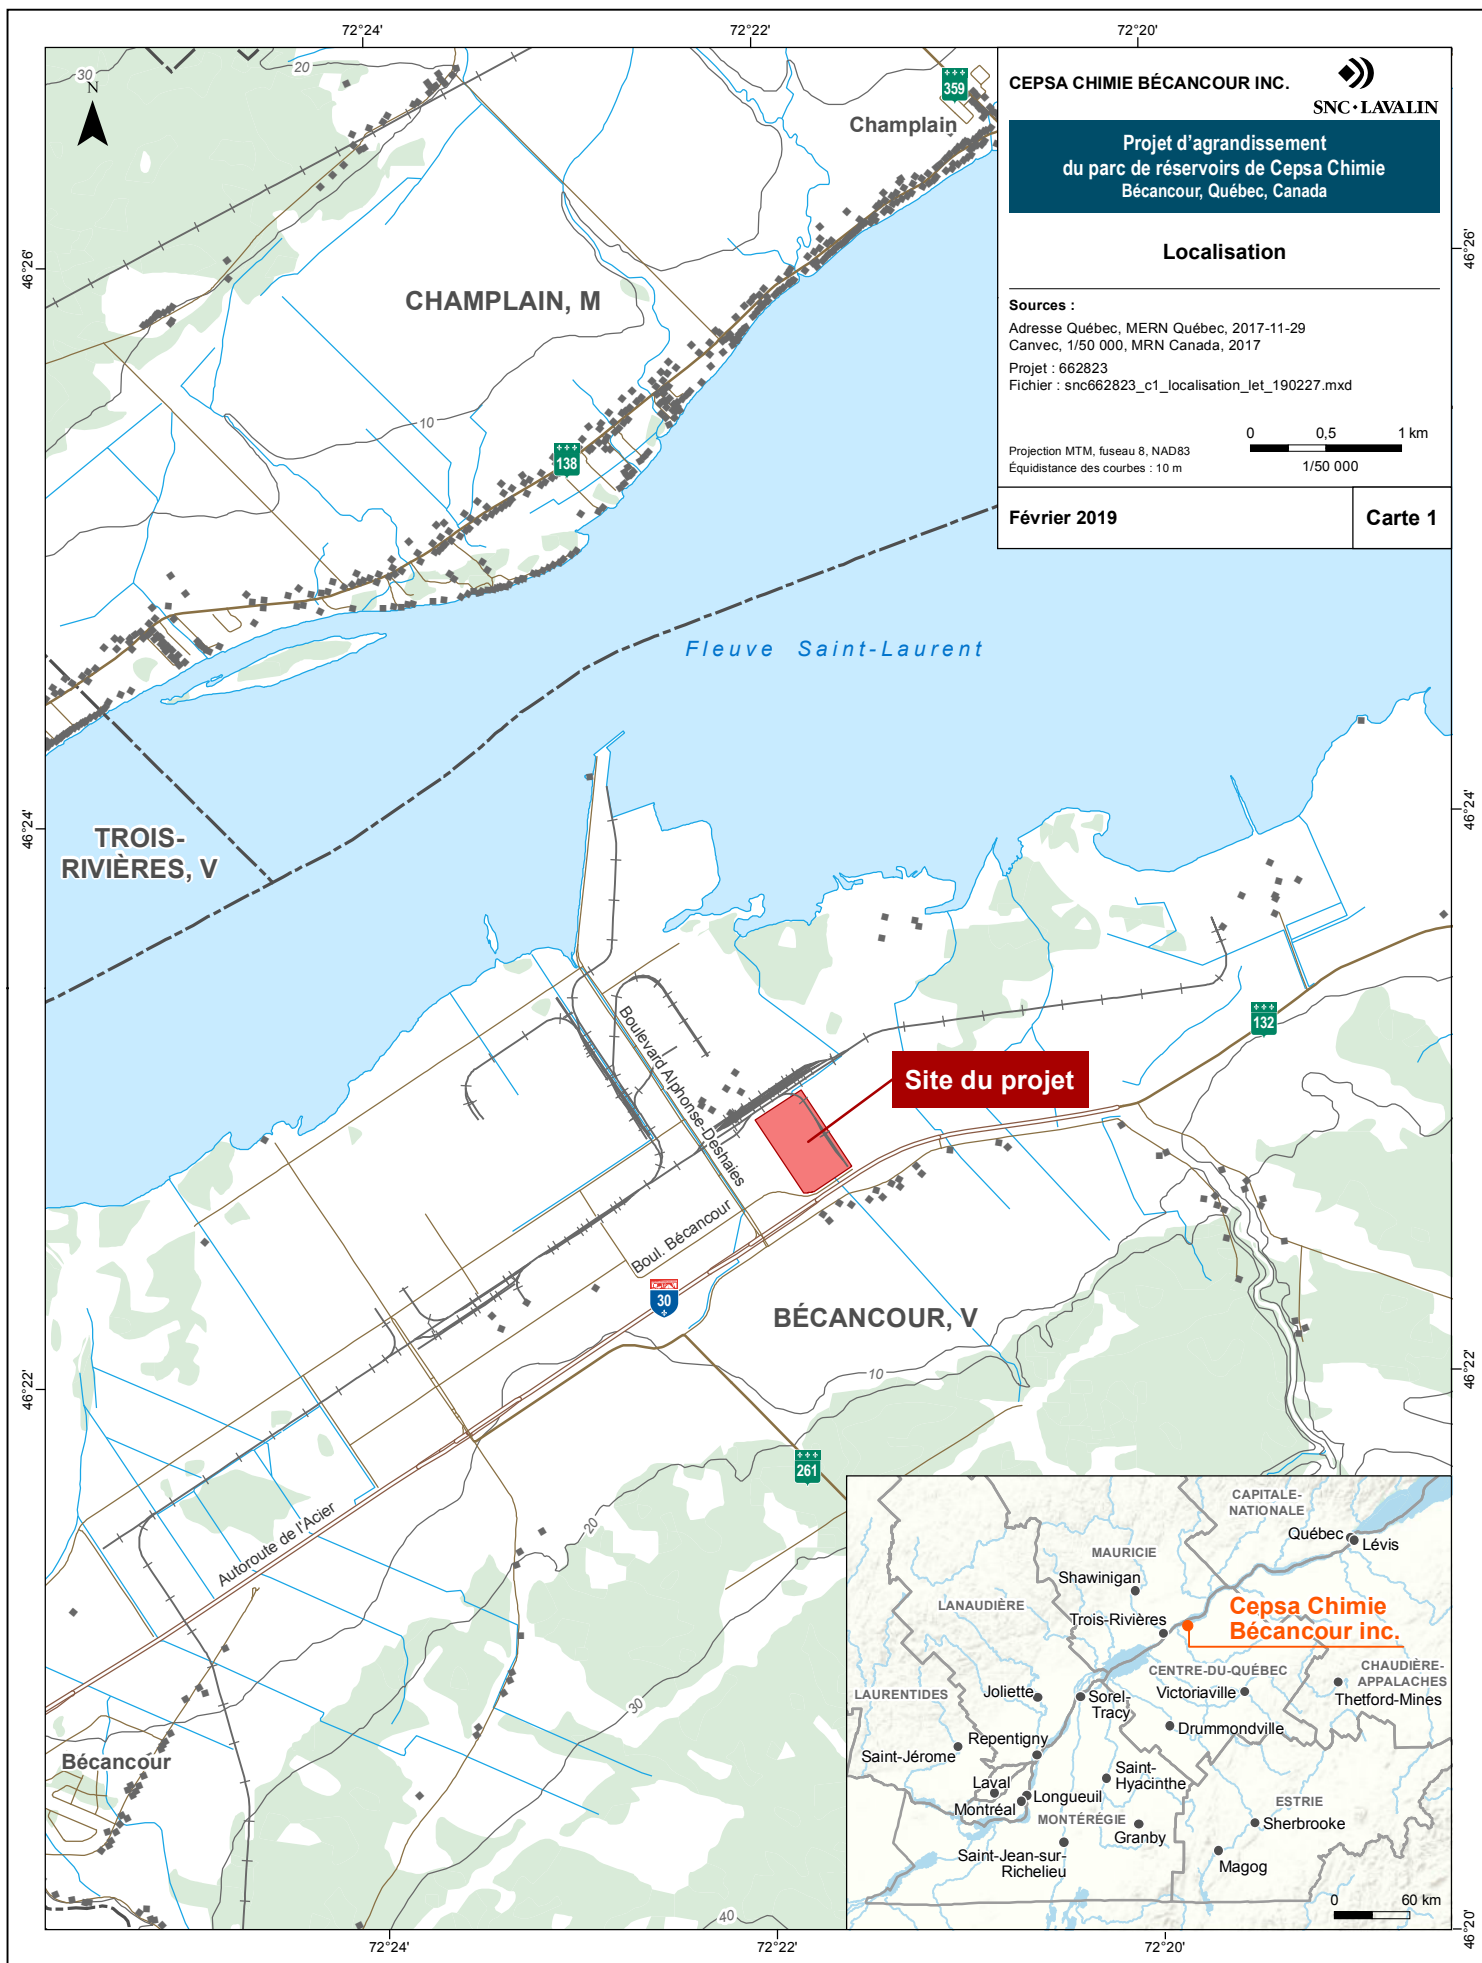 72°24'
72°22'
72°20'
30
20
N
359
Champlain
CEPSA CHIMIE BÉCANCOUR INC.
SNC•LAVALIN
Projet d'agrandissement
du parc de réservoirs de Cepsa Chimie
Bécancour, Québec, Canada
Localisation
Sources :
Adresse Québec, MERN Québec, 2017-11-29
Canvec, 1/50 000, MRN Canada, 2017
Projet : 662823
Fichier : snc662823_c1_localisation_let_190227.mxd
0 0,5 1 km
Projection MTM, fuseau 8, NAD83
Équidistance des courbes : 10 m
1/50 000
Février 2019
Carte 1
46°26'
46°26'
CHAMPLAIN, M
10
138
Fleuve Saint-Laurent
46°24'
46°24'
TROIS-
RIVIÈRES, V
132
Boulevard Alphonse-Deshaies
Site du projet
Boul. Bécancour
30
BÉCANCOUR, V
10
46°22'
46°22'
261
20
Autoroute de l'Acier
30
Bécancour
40
CAPITALE-
NATIONALE
Québec
Lévis
MAURICIE
Shawinigan
LANAUDIÈRE
Trois-Rivières
Cepsa Chimie
Bécancour inc.
CENTRE-DU-QUÉBEC
CHAUDIÈRE-
APPALACHES
LAURENTIDES
Joliette
Sorel-
Tracy
Victoriaville
Thetford-Mines
Drummondville
Repentigny
Saint-Jérome
Saint-
Hyacinthe
Laval
Longueuil
Montréal
MONTÉRÉGIE
ESTRIE
Granby
Sherbrooke
Saint-Jean-sur-
Richelieu
Magog
0 60 km
46°20'
72°24'
72°22'
72°20'